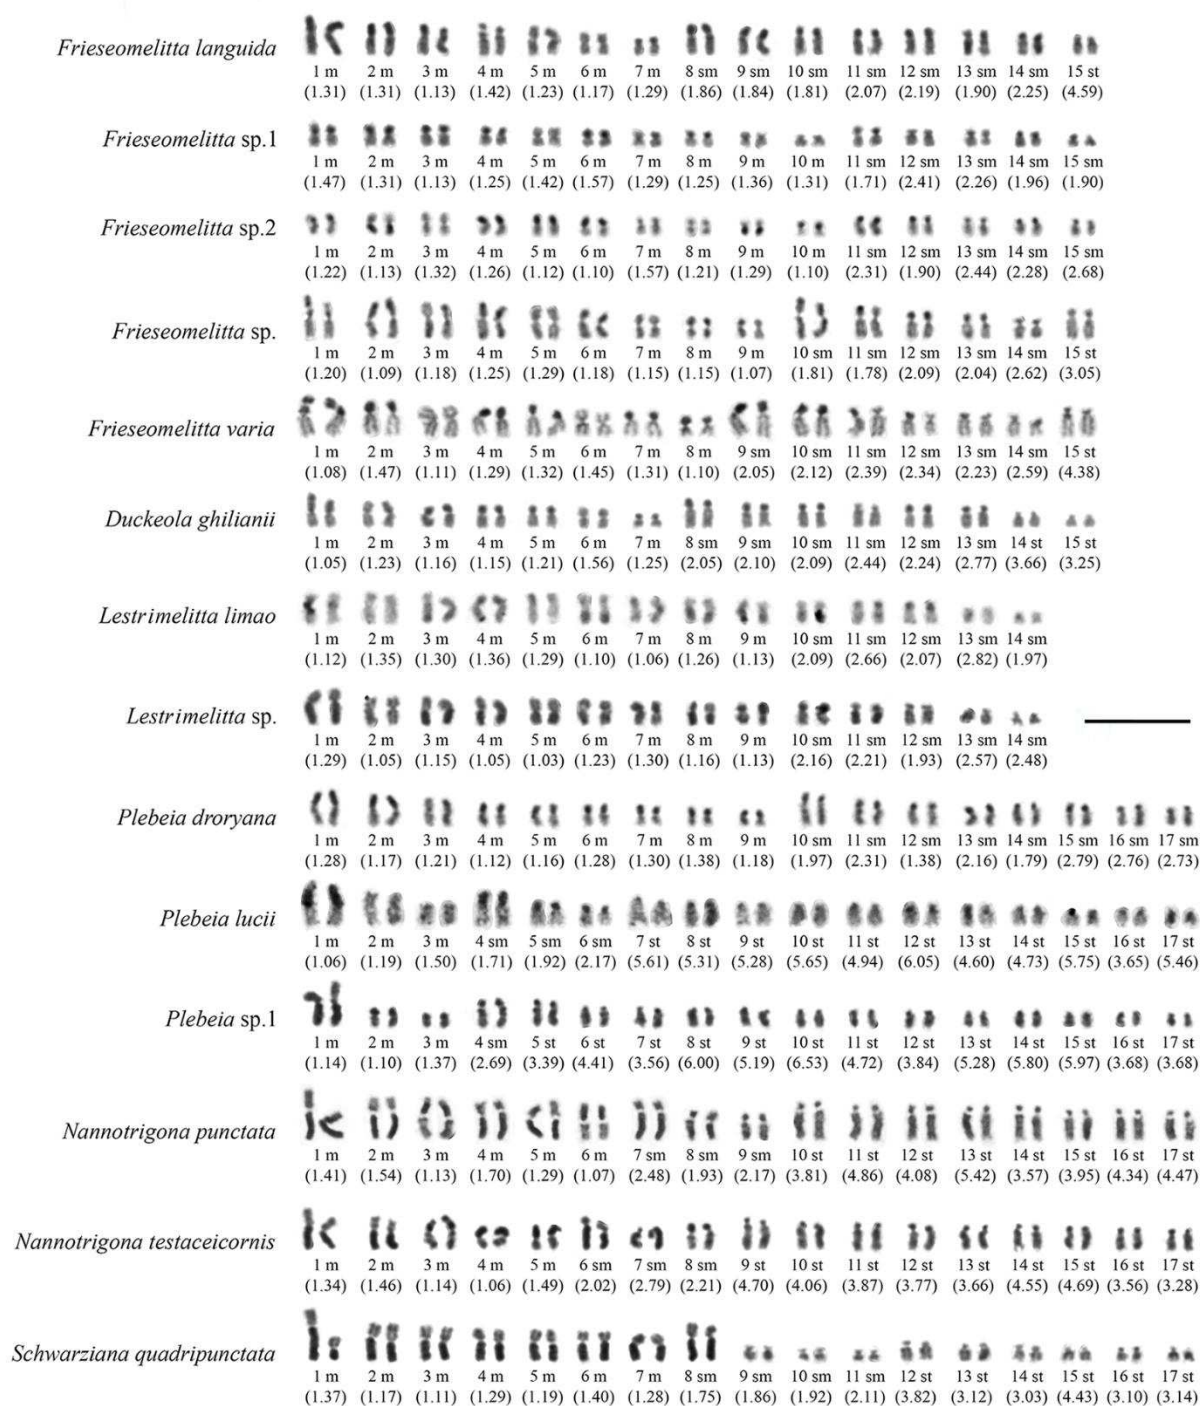 Frieseomelitta languida
1 m 2 m 3 m 4 m 5 m 6 m 7 m 8 sm 9 sm 10 sm 11 sm 12 sm 13 sm 14 sm 15 st
(1.31) (1.31) (1.13) (1.42) (1.23) (1.17) (1.29) (1.86) (1.84) (1.81) (2.07) (2.19) (1.90) (2.25) (4.59)
Frieseomelitta sp.1
1 m 2 m 3 m 4 m 5 m 6 m 7 m 8 m 9 m 10 m 11 sm 12 sm 13 sm 14 sm 15 sm
(1.47) (1.31) (1.13) (1.25) (1.42) (1.57) (1.29) (1.25) (1.36) (1.31) (1.71) (2.41) (2.26) (1.96) (1.90)
Frieseomelitta sp.2
1 m 2 m 3 m 4 m 5 m 6 m 7 m 8 m 9 m 10 m 11 sm 12 sm 13 sm 14 sm 15 sm
(1.22) (1.13) (1.32) (1.26) (1.12) (1.10) (1.57) (1.21) (1.29) (1.10) (2.31) (1.90) (2.44) (2.28) (2.68)
Frieseomelitta sp.
1 m 2 m 3 m 4 m 5 m 6 m 7 m 8 m 9 m 10 sm 11 sm 12 sm 13 sm 14 sm 15 st
(1.20) (1.09) (1.18) (1.25) (1.29) (1.18) (1.15) (1.15) (1.07) (1.81) (1.78) (2.09) (2.04) (2.62) (3.05)
Frieseomelitta varia
1 m 2 m 3 m 4 m 5 m 6 m 7 m 8 m 9 sm 10 sm 11 sm 12 sm 13 sm 14 sm 15 st
(1.08) (1.47) (1.11) (1.29) (1.32) (1.45) (1.31) (1.10) (2.05) (2.12) (2.39) (2.34) (2.23) (2.59) (4.38)
Duckeola ghilianii
1 m 2 m 3 m 4 m 5 m 6 m 7 m 8 sm 9 sm 10 sm 11 sm 12 sm 13 sm 14 st 15 st
(1.05) (1.23) (1.16) (1.15) (1.21) (1.56) (1.25) (2.05) (2.10) (2.09) (2.44) (2.24) (2.77) (3.66) (3.25)
Lestrimelitta limao
1 m 2 m 3 m 4 m 5 m 6 m 7 m 8 m 9 m 10 sm 11 sm 12 sm 13 sm 14 sm
(1.12) (1.35) (1.30) (1.36) (1.29) (1.10) (1.06) (1.26) (1.13) (2.09) (2.66) (2.07) (2.82) (1.97)
Lestrimelitta sp.
1 m 2 m 3 m 4 m 5 m 6 m 7 m 8 m 9 m 10 sm 11 sm 12 sm 13 sm 14 sm
(1.29) (1.05) (1.15) (1.05) (1.03) (1.23) (1.30) (1.16) (1.13) (2.16) (2.21) (1.93) (2.57) (2.48)
Plebeia droryana
1 m 2 m 3 m 4 m 5 m 6 m 7 m 8 m 9 m 10 sm 11 sm 12 sm 13 sm 14 sm 15 sm 16 sm 17 sm
(1.28) (1.17) (1.21) (1.12) (1.16) (1.28) (1.30) (1.38) (1.18) (1.97) (2.31) (1.38) (2.16) (1.79) (2.79) (2.76) (2.73)
Plebeia lucii
1 m 2 m 3 m 4 sm 5 sm 6 sm 7 st 8 st 9 st 10 st 11 st 12 st 13 st 14 st 15 st 16 st 17 st
(1.06) (1.19) (1.50) (1.71) (1.92) (2.17) (5.61) (5.31) (5.28) (5.65) (4.94) (6.05) (4.60) (4.73) (5.75) (3.65) (5.46)
Plebeia sp.1
1 m 2 m 3 m 4 sm 5 st 6 st 7 st 8 st 9 st 10 st 11 st 12 st 13 st 14 st 15 st 16 st 17 st
(1.14) (1.10) (1.37) (2.69) (3.39) (4.41) (3.56) (6.00) (5.19) (6.53) (4.72) (3.84) (5.28) (5.80) (5.97) (3.68) (3.68)
Nannotrigona punctata
1 m 2 m 3 m 4 m 5 m 6 m 7 sm 8 sm 9 sm 10 st 11 st 12 st 13 st 14 st 15 st 16 st 17 st
(1.41) (1.54) (1.13) (1.70) (1.29) (1.07) (2.48) (1.93) (2.17) (3.81) (4.86) (4.08) (5.42) (3.57) (3.95) (4.34) (4.47)
Nannotrigona testaceicornis
1 m 2 m 3 m 4 m 5 m 6 sm 7 sm 8 sm 9 st 10 st 11 st 12 st 13 st 14 st 15 st 16 st 17 st
(1.34) (1.46) (1.14) (1.06) (1.49) (2.02) (2.79) (2.21) (4.70) (4.06) (3.87) (3.77) (3.66) (4.55) (4.69) (3.56) (3.28)
Schwarziana quadripunctata
1 m 2 m 3 m 4 m 5 m 6 m 7 m 8 sm 9 sm 10 sm 11 sm 12 st 13 st 14 st 15 st 16 st 17 st
(1.37) (1.17) (1.11) (1.29) (1.19) (1.40) (1.28) (1.75) (1.86) (1.92) (2.11) (3.82) (3.12) (3.03) (4.43) (3.10) (3.14)